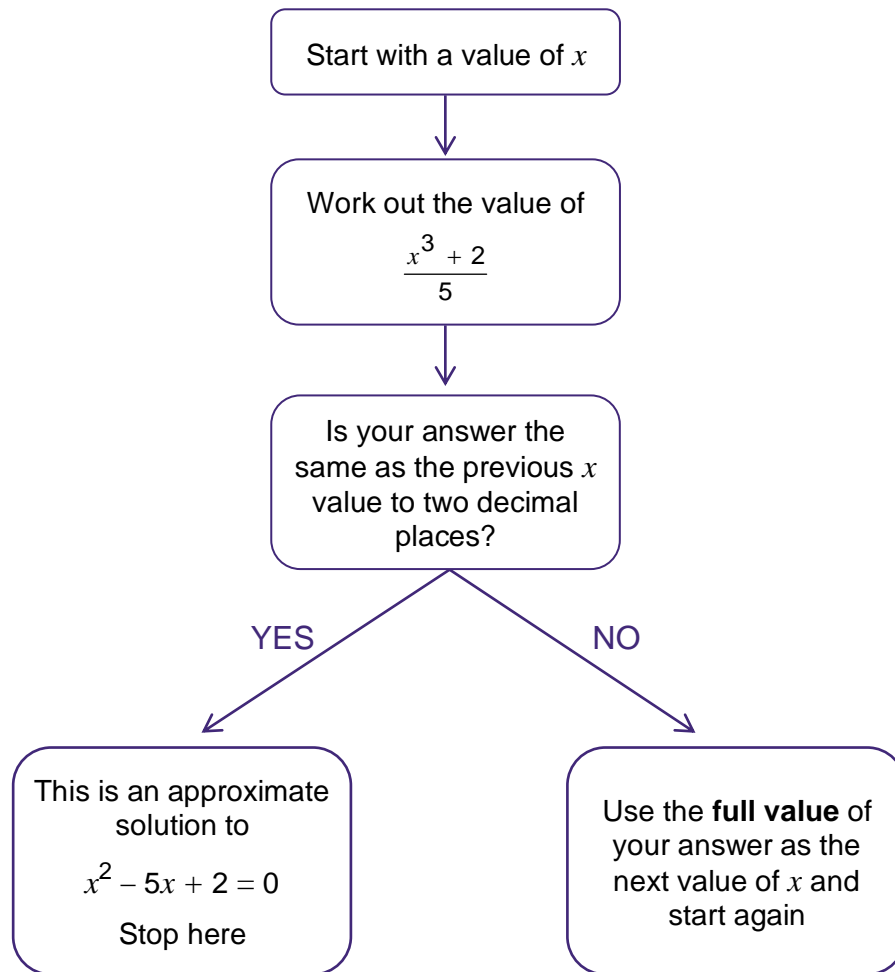 Start with a value of x
Work out the value of
x³ + 2
5
Is your answer the
same as the previous x
value to two decimal
places?
YES
NO
This is an approximate
solution to
x² – 5x + 2 = 0
Stop here
Use the full value of
your answer as the
next value of x and
start again